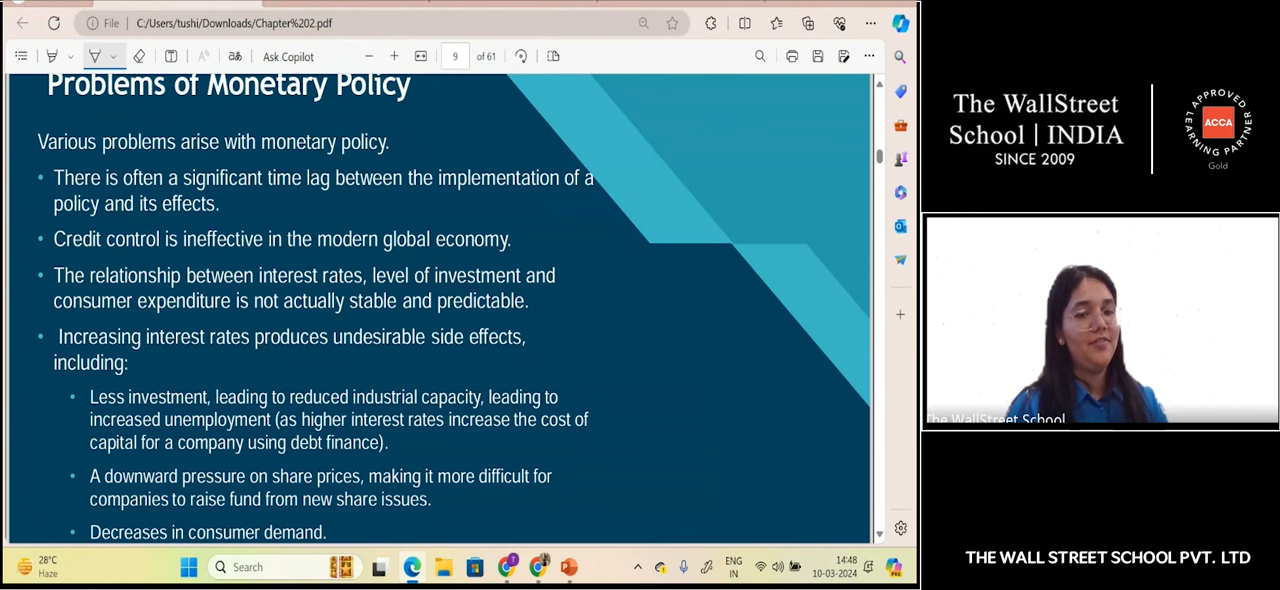 File
C:/Users/tushi/Downloads/Chapter%202.pdf
Ask Copilot
9
of 61
Problems of Monetary Policy
Various problems arise with monetary policy.
• There is often a significant time lag between the implementation of a
policy and its effects.
• Credit control is ineffective in the modern global economy.
• The relationship between interest rates, level of investment and
consumer expenditure is not actually stable and predictable.
• Increasing interest rates produces undesirable side effects,
including:
• Less investment, leading to reduced industrial capacity, leading to
increased unemployment (as higher interest rates increase the cost of
capital for a company using debt finance).
• A downward pressure on share prices, making it more difficult for
companies to raise fund from new share issues.
• Decreases in consumer demand.
28°C
Haze
Search
ENG
IN
14:48
10-03-2024
The WallStreet
School | INDIA
SINCE 2009
APPROVED
ACCA
LEARNING PARTNER
Gold
The WallStreet School
THE WALL STREET SCHOOL PVT. LTD